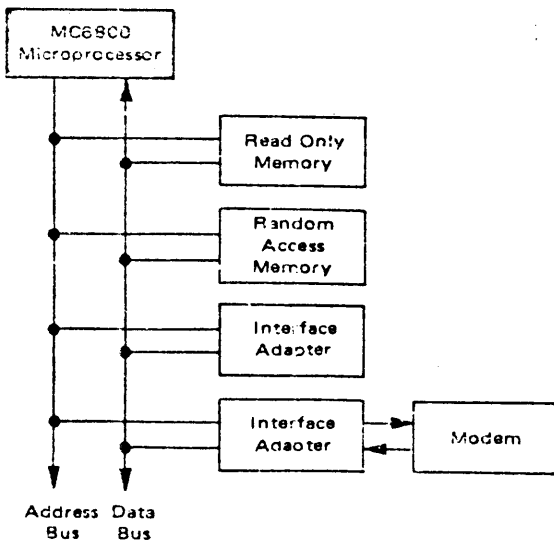 MC6800
Microprocessor
Read Only
Memory
Random
Access
Memory
Interface
Adapter
Interface
Adapter
Modem
Address Data
Bus Bus